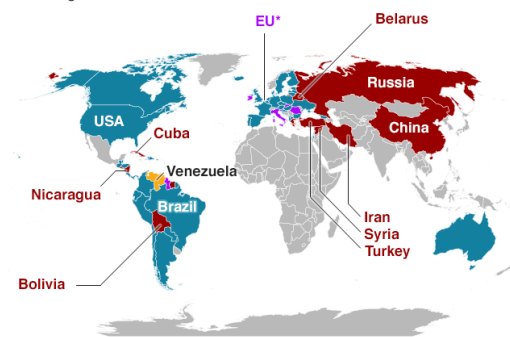 EU*
Belarus
Russia
USA
China
Cuba
Venezuela
Nicaragua
Brazil
Iran
Syria
Turkey
Bolivia